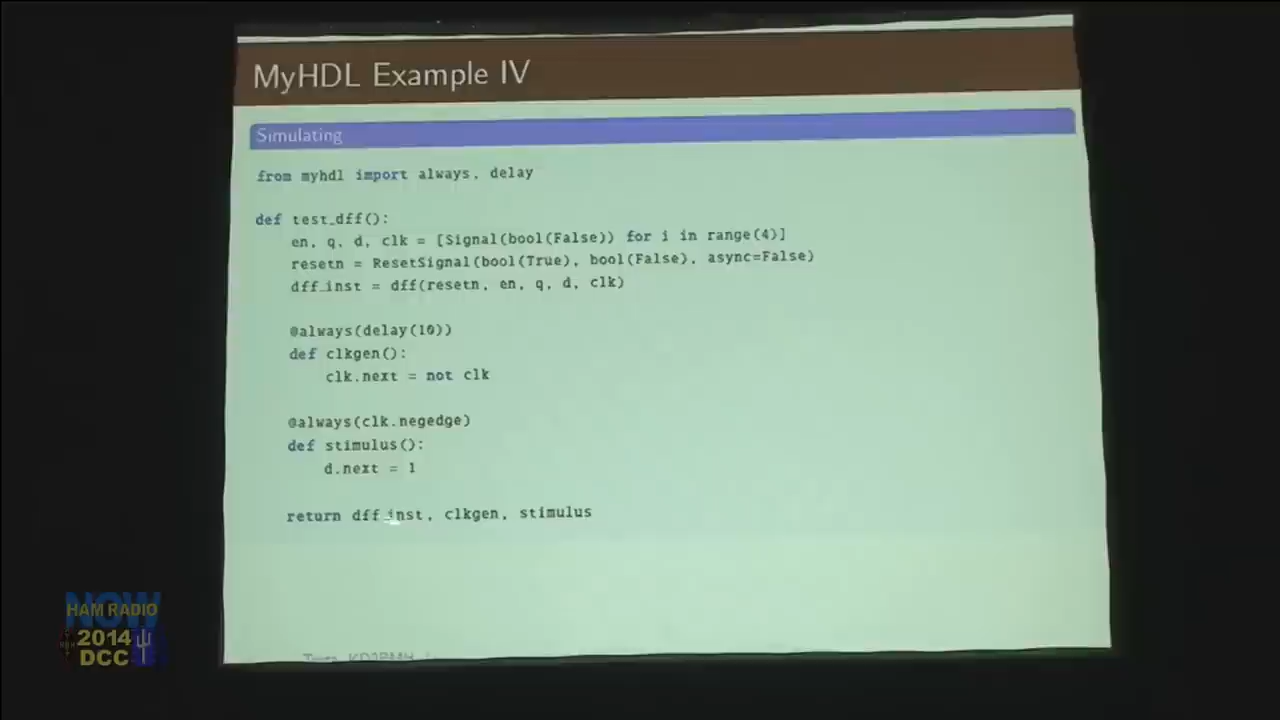 MyHDL Example IV
Simulating
from myhdl import always, delay
def test_dff():
en, q, d, clk = [Signal(bool(False)) for i in range(4)]
resetn = ResetSignal(bool(True), bool(False), async=False)
dff_inst = dff(resetn, en, q, d, clk)
@always(delay(10))
def clkgen():
clk.next = not clk
@always(clk.negedge)
def stimulus():
d.next = 1
return dff_inst, clkgen, stimulus
NOW
HAM RADIO
2014
DCC